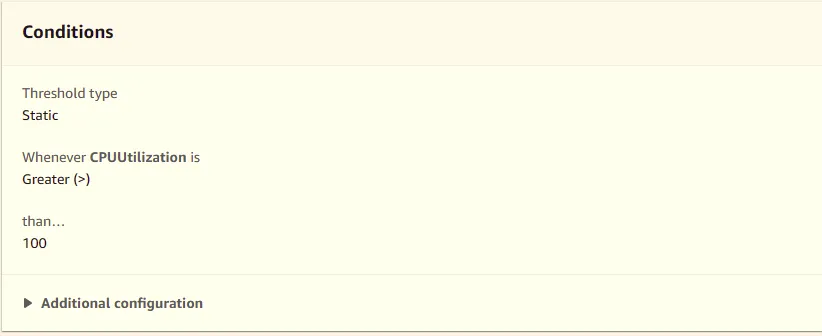 Conditions
Threshold type
Static
Whenever CPUUtilization is
Greater (>)
than…
100
Additional configuration